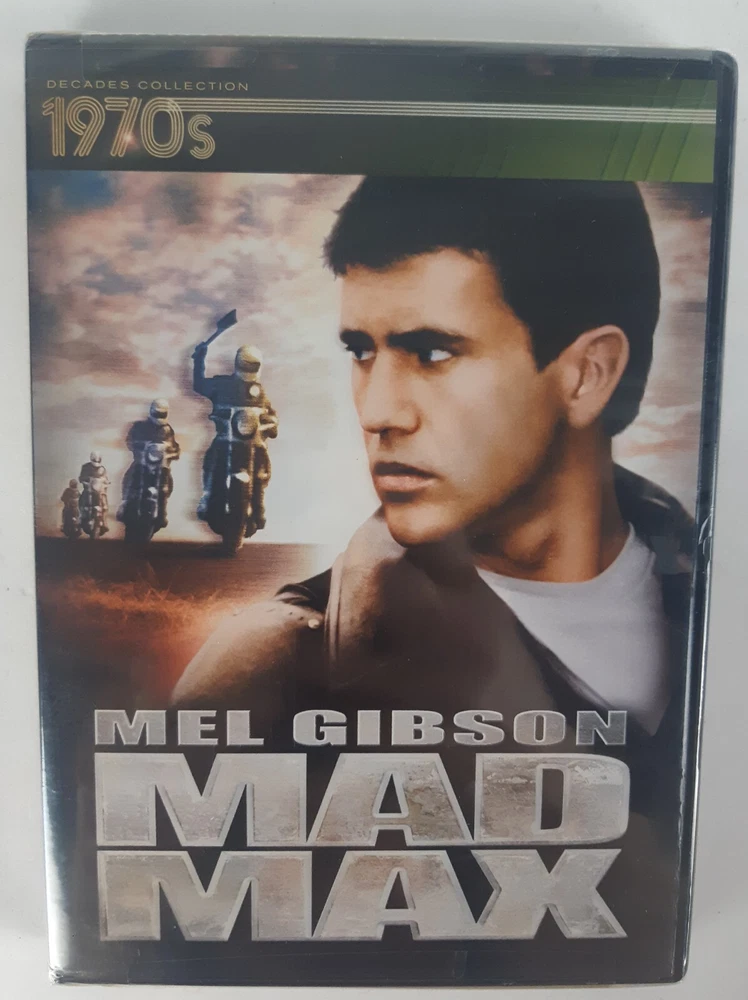 DECADES COLLECTION
1970s
MEL GIBSON
MAD
MAX